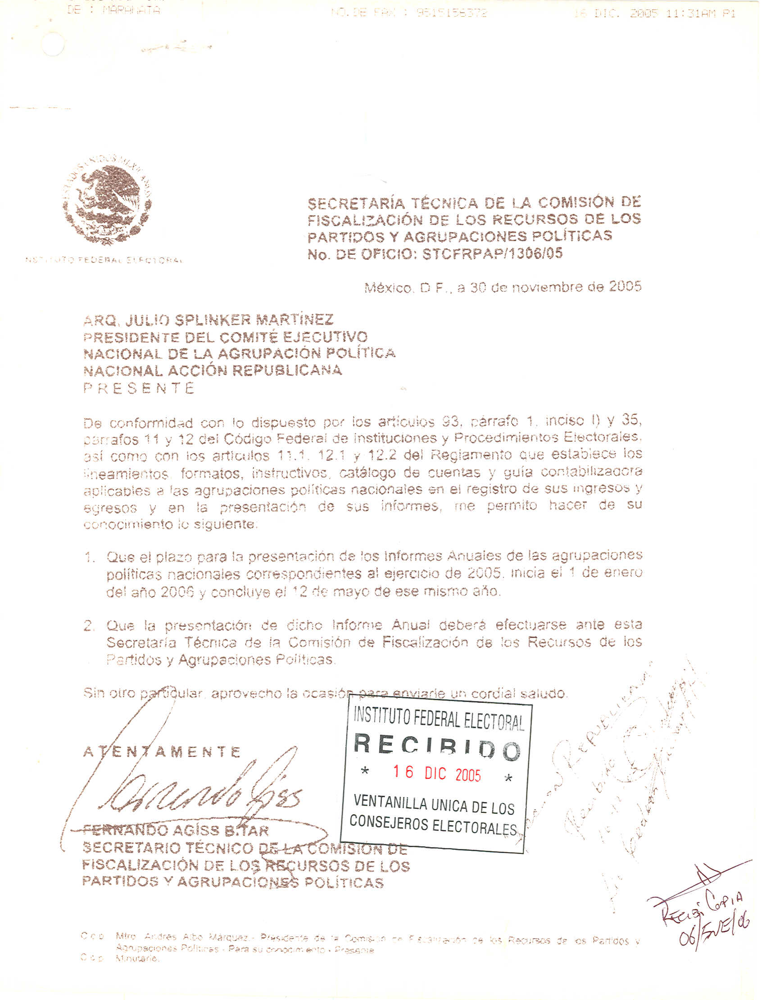 DE : MARANATA
NO. DE FAX : 9515156372
16 DIC. 2005 11:31AM P1
ESTADOS UNIDOS MEXICANOS
INSTITUTO FEDERAL ELECTORAL
SECRETARÍA TÉCNICA DE LA COMISIÓN DE
FISCALIZACIÓN DE LOS RECURSOS DE LOS
PARTIDOS Y AGRUPACIONES POLÍTICAS
No. DE OFICIO: STCFRPAP/1306/05
México, D F., a 30 de noviembre de 2005
ARQ. JULIO SPLINKER MARTÍNEZ
PRESIDENTE DEL COMITÉ EJECUTIVO
NACIONAL DE LA AGRUPACIÓN POLÍTICA
NACIONAL ACCIÓN REPUBLICANA
P R E S E N T E
De conformidad con lo dispuesto por los artículos 93, párrafo 1, inciso l) y 35,
párrafos 11 y 12 del Código Federal de Instituciones y Procedimientos Electorales,
así como con los artículos 11.1, 12.1 y 12.2 del Reglamento que establece los
lineamientos, formatos, instructivos, catálogo de cuentas y guía contabilizadora
aplicables a las agrupaciones políticas nacionales en el registro de sus ingresos y
egresos y en la presentación de sus informes, me permito hacer de su
conocimiento lo siguiente:
1. Que el plazo para la presentación de los Informes Anuales de las agrupaciones
políticas nacionales correspondientes al ejercicio de 2005, inicia el 1 de enero
del año 2006 y concluye el 12 de mayo de ese mismo año.
2. Que la presentación de dicho Informe Anual deberá efectuarse ante esta
Secretaría Técnica de la Comisión de Fiscalización de los Recursos de los
Partidos y Agrupaciones Políticas.
Sin otro particular, aprovecho la ocasión para enviarle un cordial saludo.
INSTITUTO FEDERAL ELECTORAL
RECIBIDO
* 16 DIC 2005 *
VENTANILLA UNICA DE LOS
CONSEJEROS ELECTORALES
A T E N T A M E N T E
Fernando Agiss
FERNANDO AGÍSS BITAR
SECRETARIO TÉCNICO DE LA COMISIÓN DE
FISCALIZACIÓN DE LOS RECURSOS DE LOS
PARTIDOS Y AGRUPACIONES POLÍTICAS
REPUBLICANA
Recibido
RECIBÍ COPIA
06/ENE/06
C c p Mtro. Andrés Albo Márquez.- Presidente de la Comisión de Fiscalización de los Recursos de los Partidos y
Agrupaciones Políticas - Para su conocimiento - Presente
C c p Minutario.